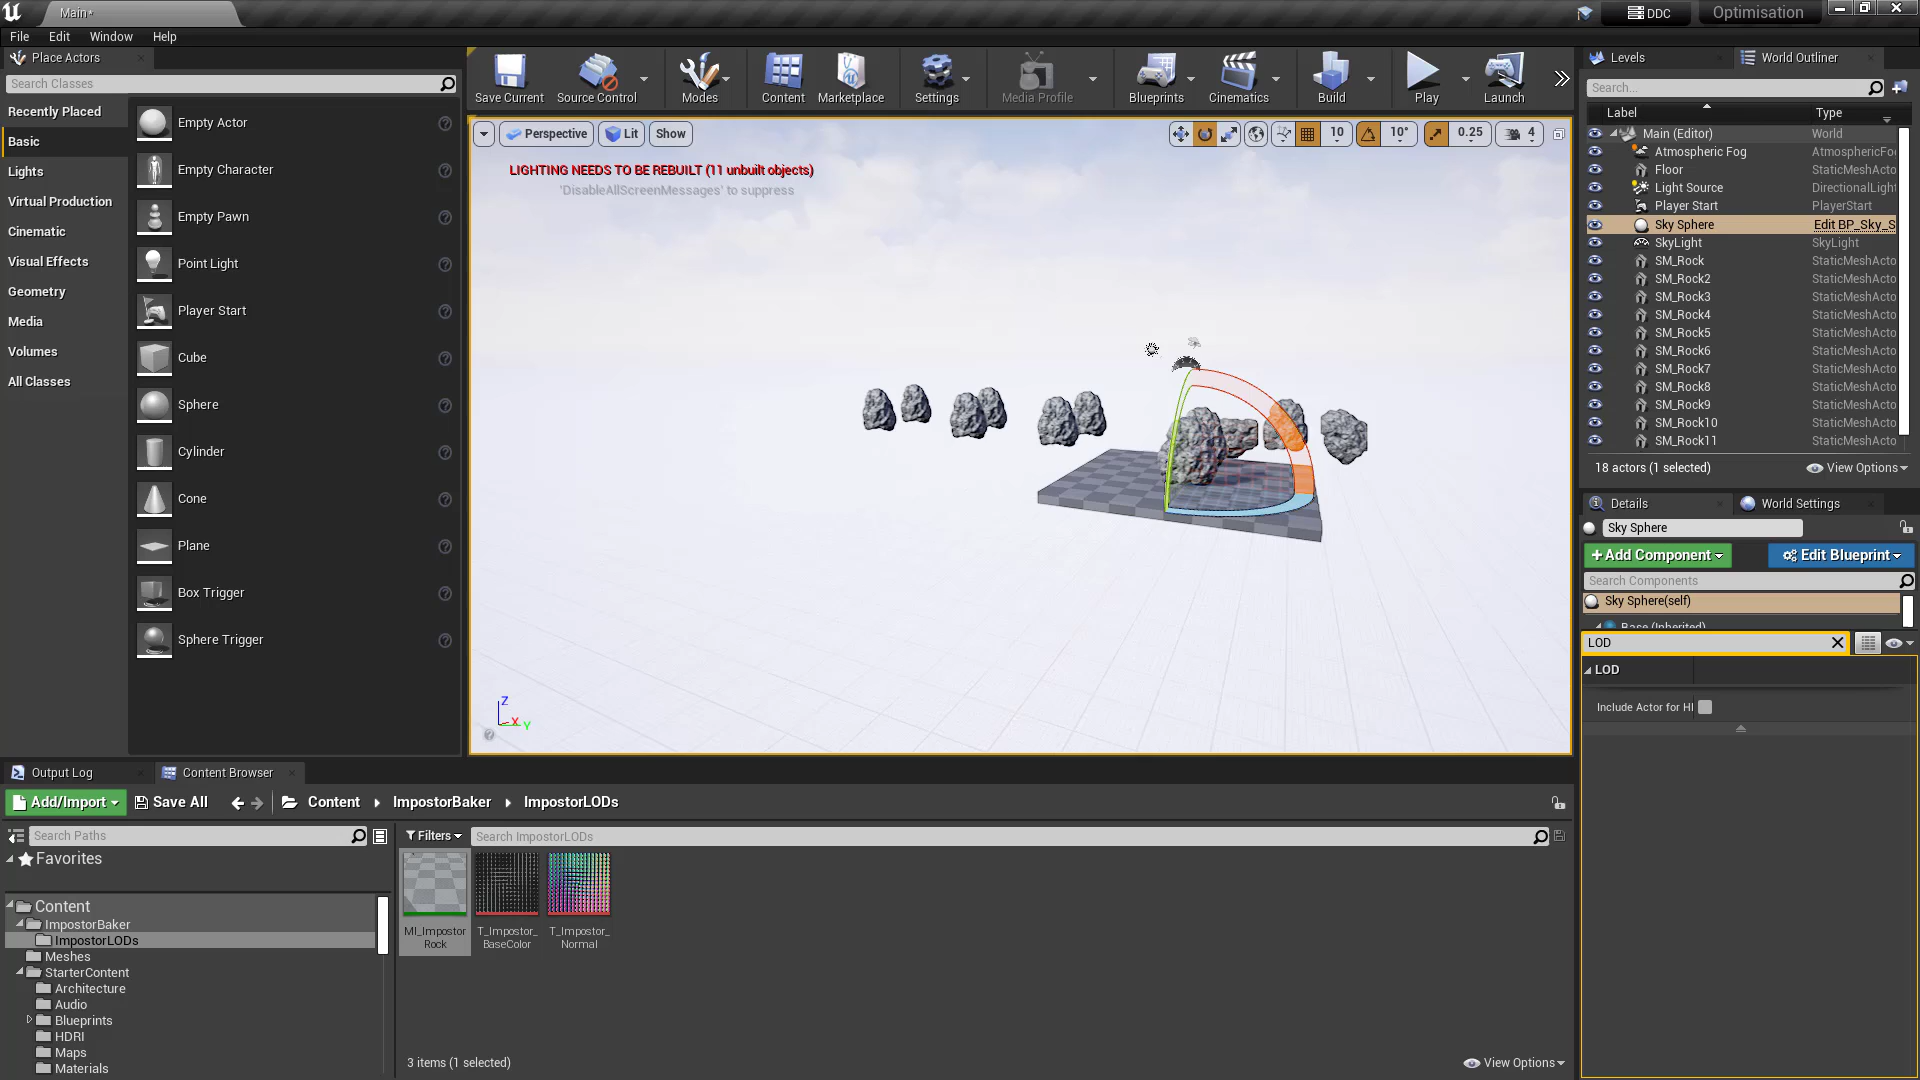 Main*
DDC
Optimisation
File Edit Window Help
Place Actors
Search Classes
Recently Placed
Basic
Lights
Virtual Production
Cinematic
Visual Effects
Geometry
Media
Volumes
All Classes
Empty Actor
Empty Character
Empty Pawn
Point Light
Player Start
Cube
Sphere
Cylinder
Cone
Plane
Box Trigger
Sphere Trigger
Save Current
Source Control
Modes
Content
Marketplace
Settings
Media Profile
Blueprints
Cinematics
Build
Play
Launch
Perspective
Lit
Show
10
10°
0.25
4
LIGHTING NEEDS TO BE REBUILT (11 unbuilt objects)
'DisableAllScreenMessages' to suppress
Z
X
Y
Levels
World Outliner
Search...
Label Type
Main (Editor) World
Atmospheric Fog AtmosphericFo
Floor StaticMeshActo
Light Source DirectionalLight
Player Start PlayerStart
Sky Sphere Edit BP_Sky_S
SkyLight SkyLight
SM_Rock StaticMeshActo
SM_Rock2 StaticMeshActo
SM_Rock3 StaticMeshActo
SM_Rock4 StaticMeshActo
SM_Rock5 StaticMeshActo
SM_Rock6 StaticMeshActo
SM_Rock7 StaticMeshActo
SM_Rock8 StaticMeshActo
SM_Rock9 StaticMeshActo
SM_Rock10 StaticMeshActo
SM_Rock11 StaticMeshActo
18 actors (1 selected)
View Options
Details
World Settings
Sky Sphere
+Add Component
Edit Blueprint
Search Components
Sky Sphere(self)
Base (Inherited)
LOD
LOD
Include Actor for HI
Output Log
Content Browser
Add/Import
Save All
Content
ImpostorBaker
ImpostorLODs
Search Paths
Filters
Search ImpostorLODs
Favorites
Content
ImpostorBaker
ImpostorLODs
Meshes
StarterContent
Architecture
Audio
Blueprints
HDRI
Maps
Materials
MI_Impostor
Rock
T_Impostor_
BaseColor
T_Impostor_
Normal
3 items (1 selected)
View Options